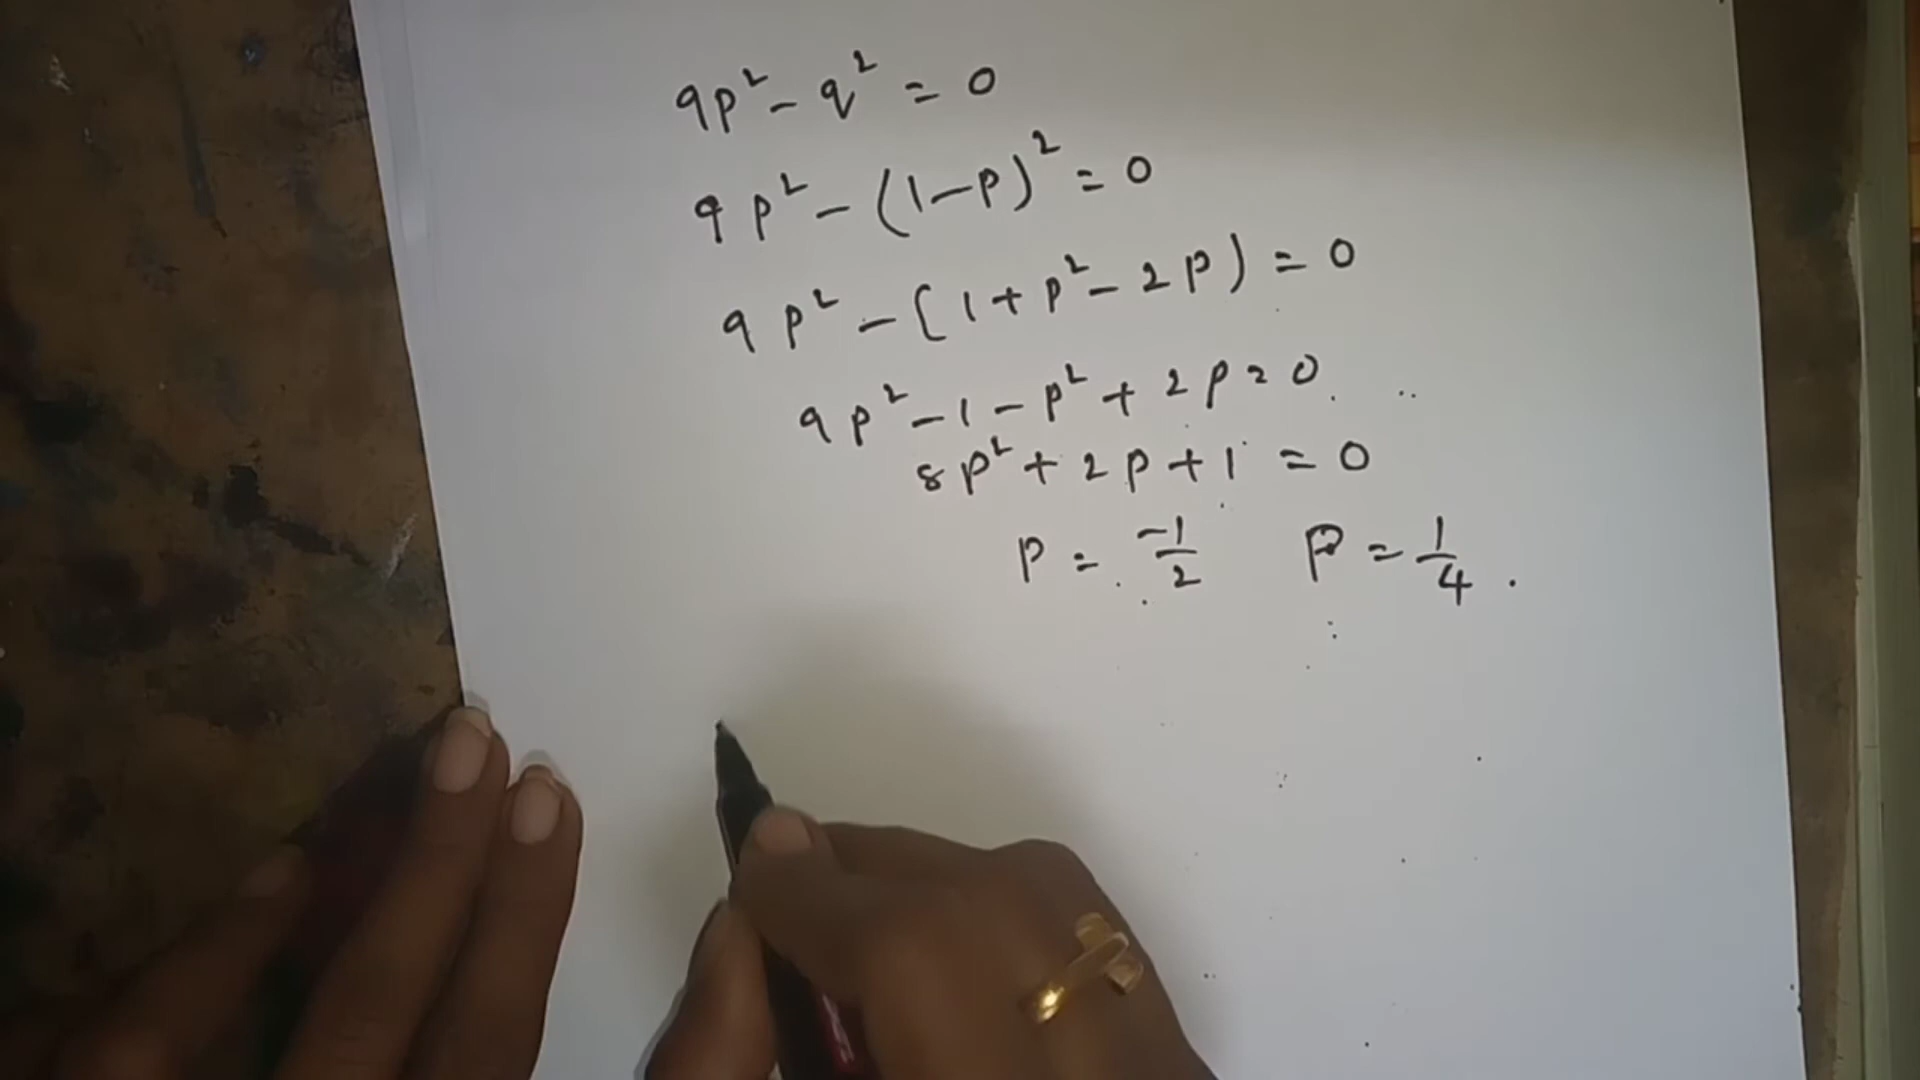 9p² - q² = 0
9p² - (1-p)² = 0
9p² - [1+p² - 2p) = 0
9p² - 1 - p² + 2p = 0
8p² + 2p + 1 = 0
p = -1/2 p = 1/4.